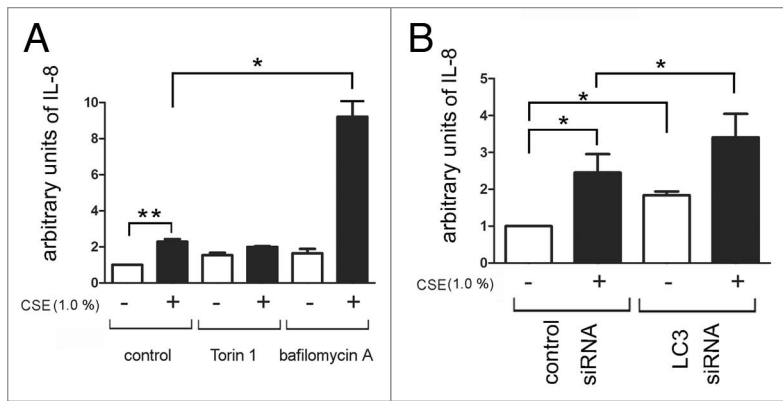 A
arbitrary units of IL-8
10
8
6
4
2
0
*
**
CSE(1.0 %) - + - + - +
control Torin 1 bafilomycin A
B
arbitrary units of IL-8
5
4
3
2
1
0
*
*
*
CSE(1.0 %) - + - +
control
siRNA
LC3
siRNA